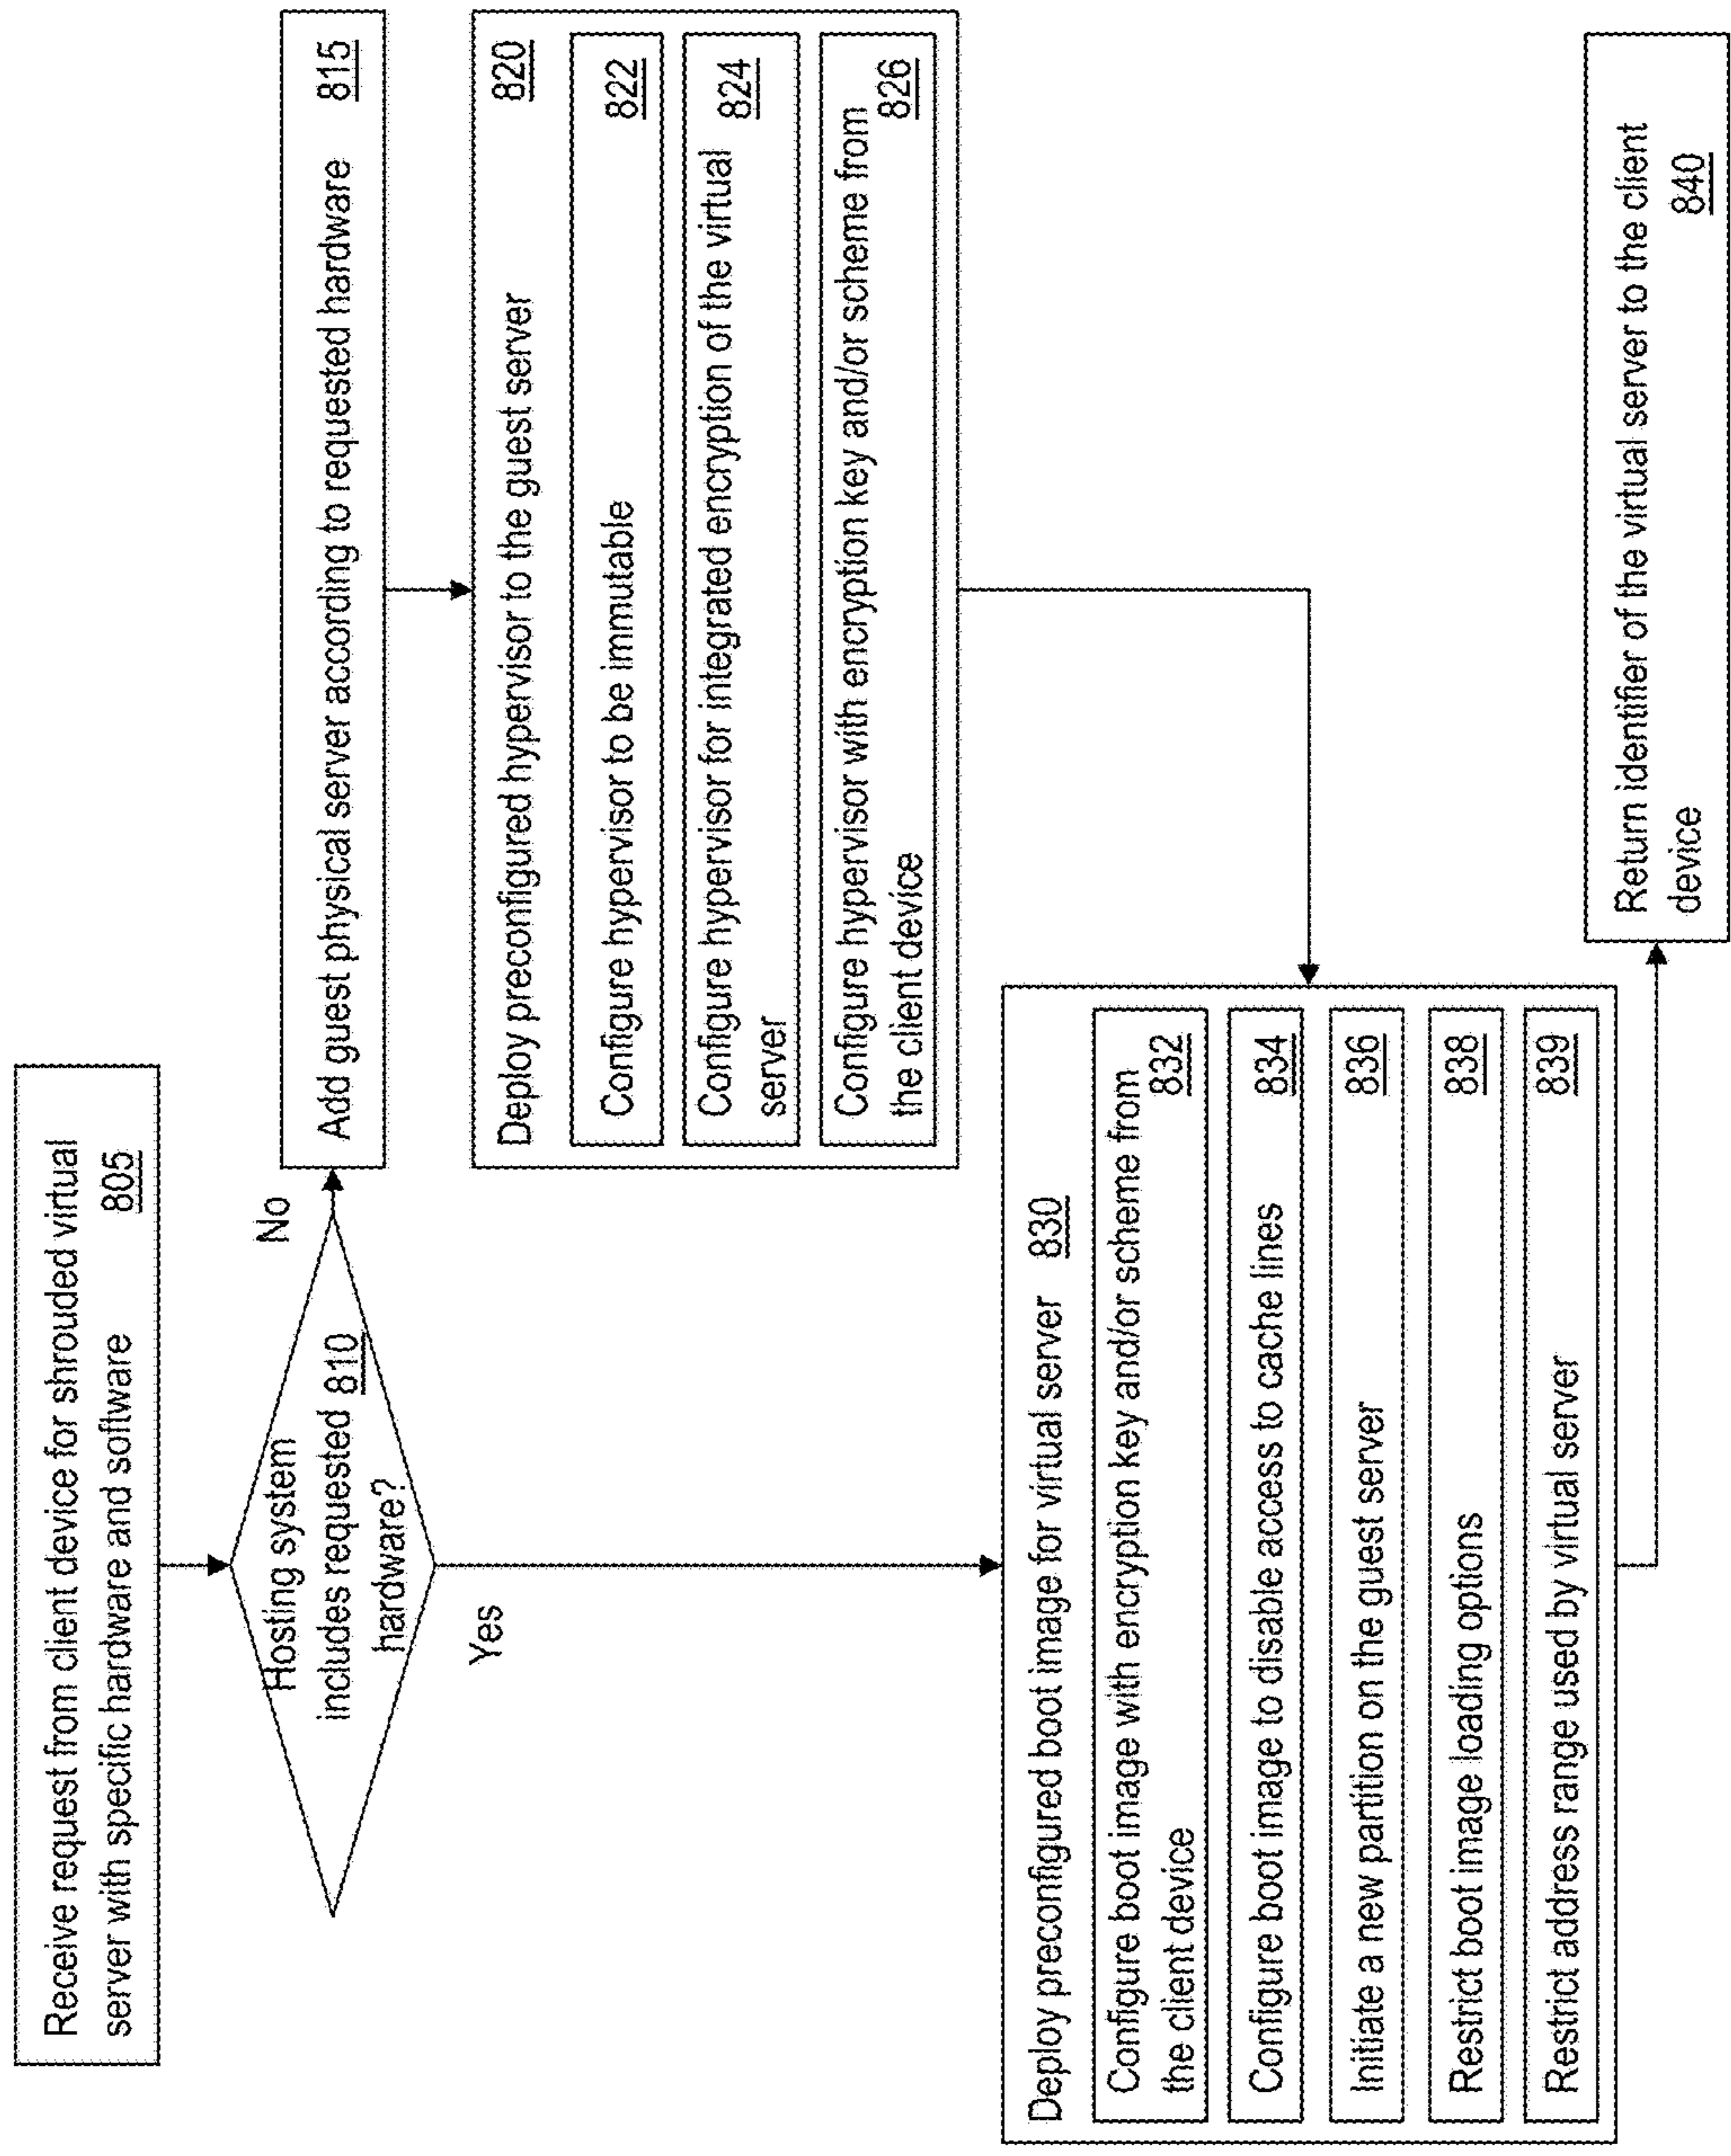 Receive request from client device for shrouded virtual
server with specific hardware and software 805
Hosting system
includes requested 810
hardware?
No
Yes
Add guest physical server according to requested hardware 815
Deploy preconfigured hypervisor to the guest server 820
Configure hypervisor to be immutable 822
Configure hypervisor for integrated encryption of the virtual
server 824
Configure hypervisor with encryption key and/or scheme from
the client device 826
Deploy preconfigured boot image for virtual server 830
Configure boot image with encryption key and/or scheme from
the client device 832
Configure boot image to disable access to cache lines 834
Initiate a new partition on the guest server 836
Restrict boot image loading options 838
Restrict address range used by virtual server 839
Return identifier of the virtual server to the client
device 840